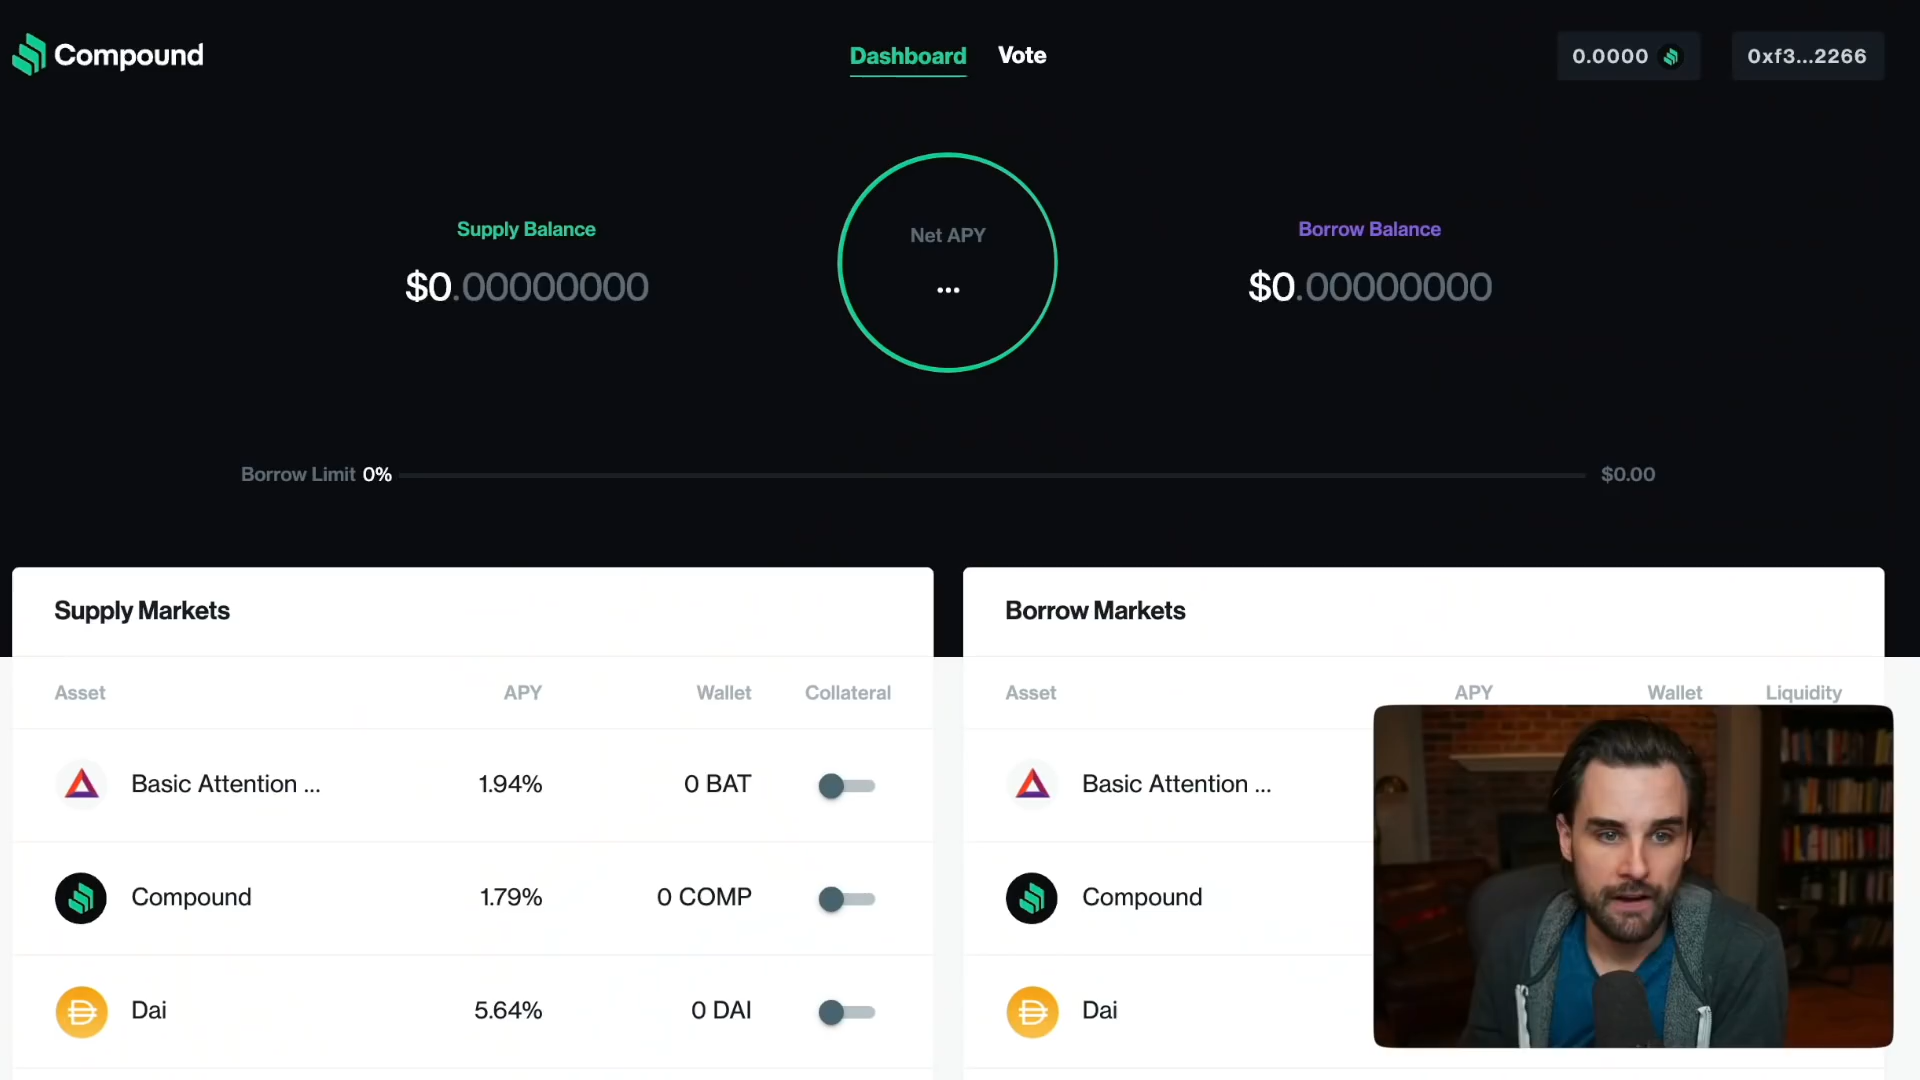 Compound
Dashboard
Vote
0.0000
0xf3...2266
Supply Balance
$0.00000000
Net APY
...
Borrow Balance
$0.00000000
Borrow Limit 0%
$0.00
Supply Markets
Asset APY Wallet Collateral
Basic Attention ... 1.94% 0 BAT
Compound 1.79% 0 COMP
Dai 5.64% 0 DAI
Borrow Markets
Asset APY Wallet Liquidity
Basic Attention ...
Compound
Dai